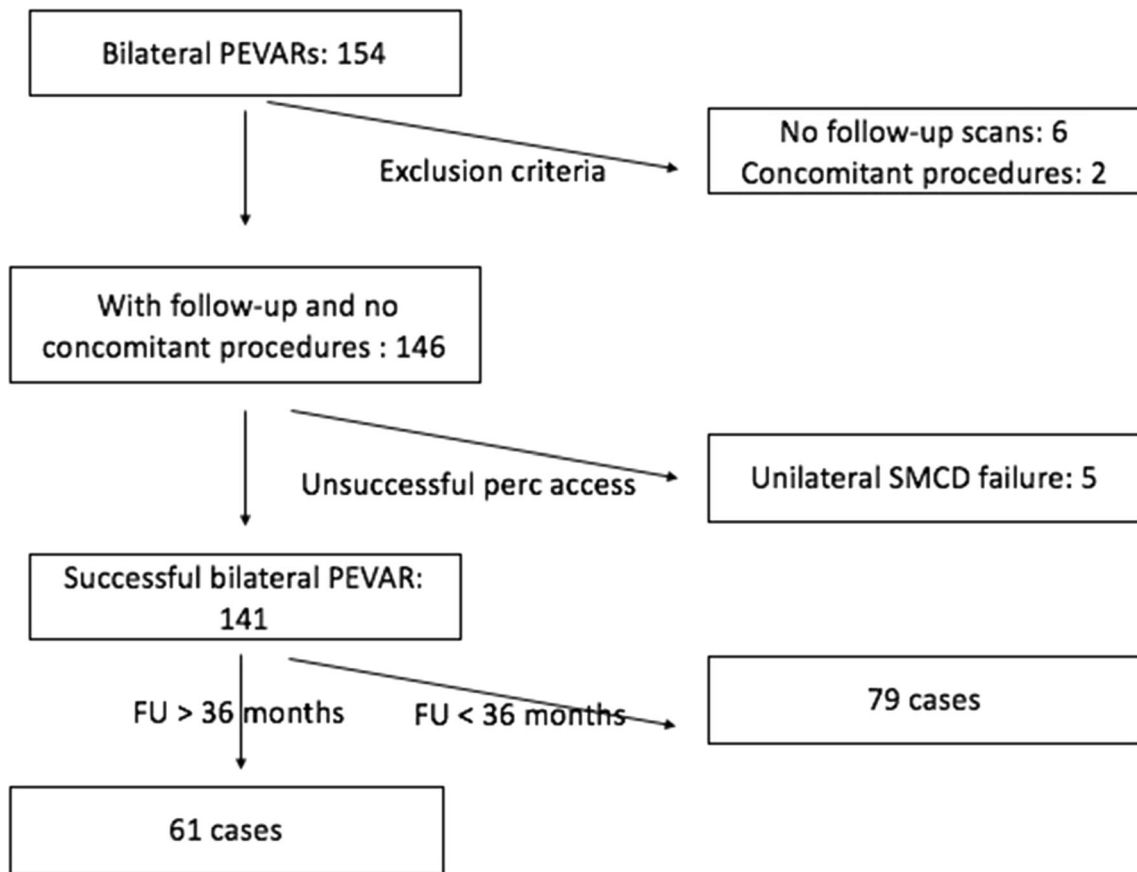 Bilateral PEVARs: 154
Exclusion criteria
No follow-up scans: 6
Concomitant procedures: 2
With follow-up and no
concomitant procedures : 146
Unsuccessful perc access
Unilateral SMCD failure: 5
Successful bilateral PEVAR:
141
FU > 36 months
FU < 36 months
79 cases
61 cases